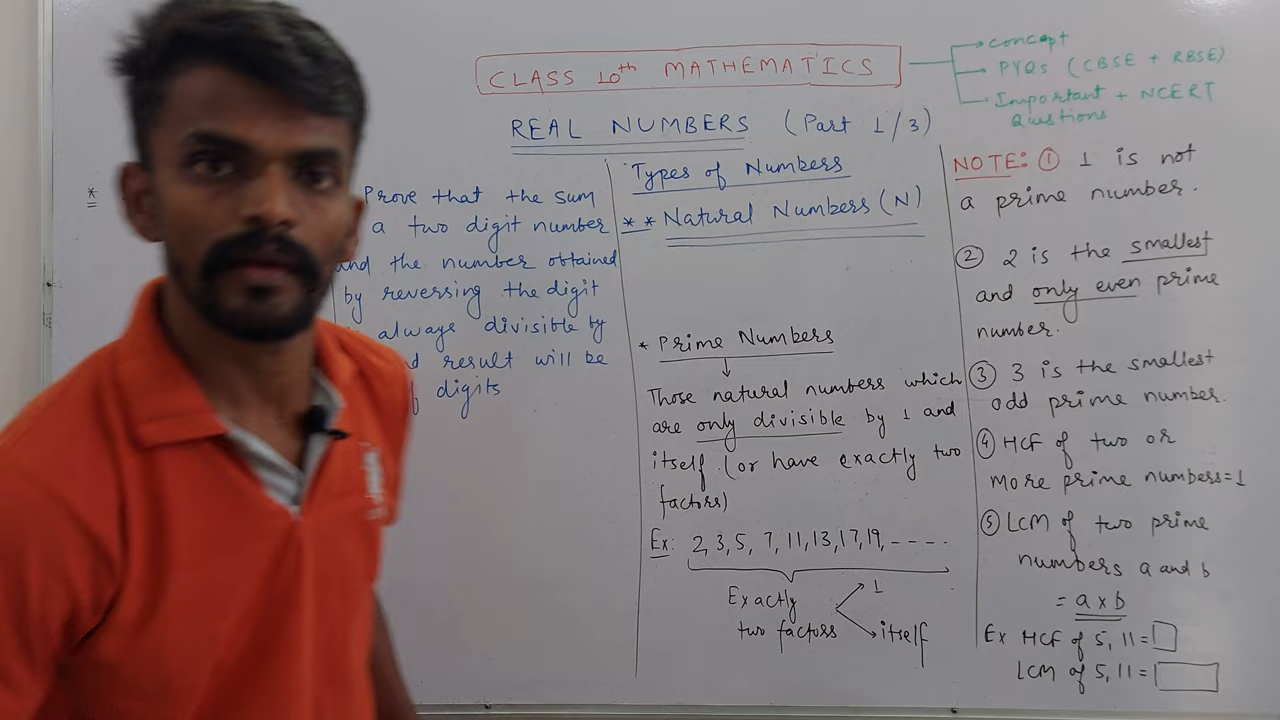 CLASS 10th MATHEMATICS
concept
PYQs (CBSE + RBSE)
Important + NCERT
Questions
REAL NUMBERS (Part 1/3)
*
Prove that the sum
a two digit number
and the number obtained
by reversing the digit
always divisible by
result will be
digits
Types of Numbers
** Natural Numbers (N)
* Prime Numbers
Those natural numbers which
are only divisible by 1 and
itself. (or have exactly two
factors)
Ex: 2, 3, 5, 7, 11, 13, 17, 19, - - - -
Exactly
two factors
1
itself
NOTE: ① 1 is not
a prime number.
② 2 is the smallest
and only even prime
number.
③ 3 is the smallest
odd prime number.
④ HCF of two or
more prime numbers = 1
⑤ LCM of two prime
numbers a and b
= a x b
Ex HCF of 5, 11 =
LCM of 5, 11 =